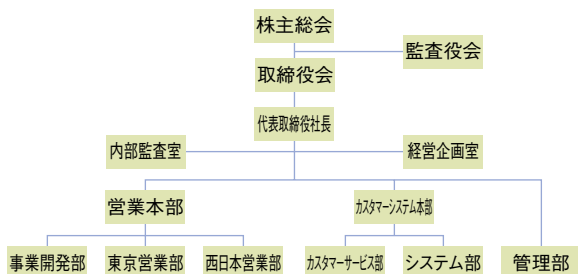 株主総会
監査役会
取締役会
代表取締役社長
内部監査室
経営企画室
営業本部
カスタマーシステム本部
事業開発部
東京営業部
西日本営業部
カスタマーサービス部
システム部
管理部